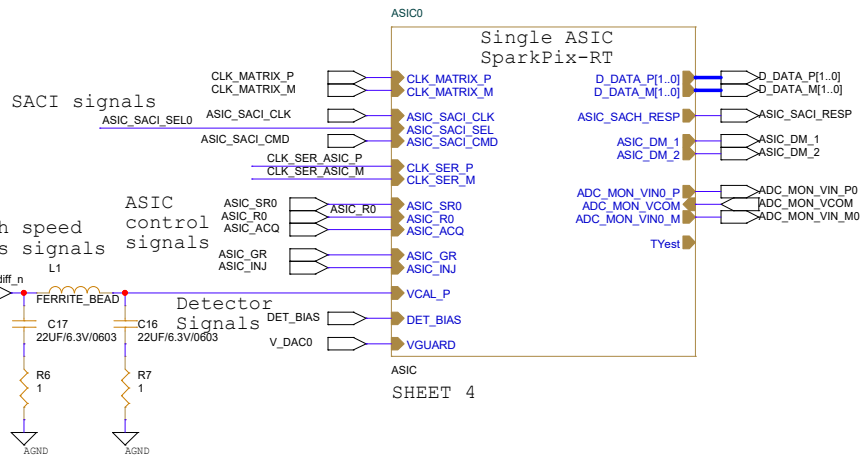 ASIC0
Single ASIC
SparkPix-RT
CLK_MATRIX_P
CLK_MATRIX_M
CLK_MATRIX_P
CLK_MATRIX_M
D_DATA_P[1..0]
D_DATA_M[1..0]
D_DATA_P[1..0]
D_DATA_M[1..0]
SACI signals
ASIC_SACI_SEL0
ASIC_SACI_CLK
ASIC_SACI_CMD
ASIC_SACI_CLK
ASIC_SACI_SEL
ASIC_SACI_CMD
ASIC_SACH_RESP
ASIC_SACI_RESP
ASIC_DM_1
ASIC_DM_2
ASIC_DM_1
ASIC_DM_2
CLK_SER_ASIC_P
CLK_SER_ASIC_M
CLK_SER_P
CLK_SER_M
ADC_MON_VIN0_P
ADC_MON_VCOM
ADC_MON_VIN0_M
ADC_MON_VIN_P0
ADC_MON_VCOM
ADC_MON_VIN_M0
ASIC
control
signals
ASIC_SR0
ASIC_R0
ASIC_R0
ASIC_ACQ
ASIC_SR0
ASIC_R0
ASIC_ACQ
TYest
h speed
s signals
ASIC_GR
ASIC_INJ
ASIC_GR
ASIC_INJ
L1
diff_n
FERRITE_BEAD
VCAL_P
Detector
Signals
DET_BIAS
DET_BIAS
V_DAC0
VGUARD
C17
22UF/6.3V/0603
C16
22UF/6.3V/0603
R6
1
R7
1
AGND
AGND
ASIC
SHEET 4